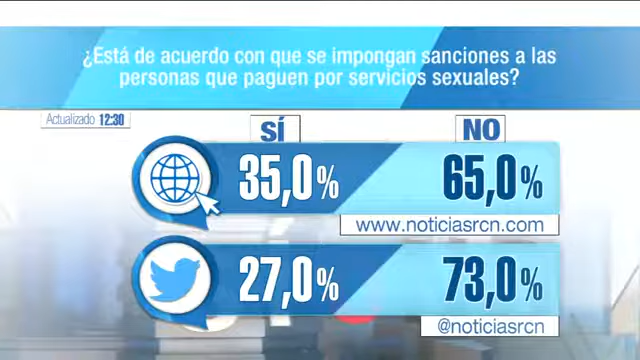 ¿Está de acuerdo con que se impongan sanciones a las
personas que paguen por servicios sexuales?
Actualizado 12:30
SÍ NO
35,0% 65,0%
www.noticiasrcn.com
27,0% 73,0%
@noticiasrcn